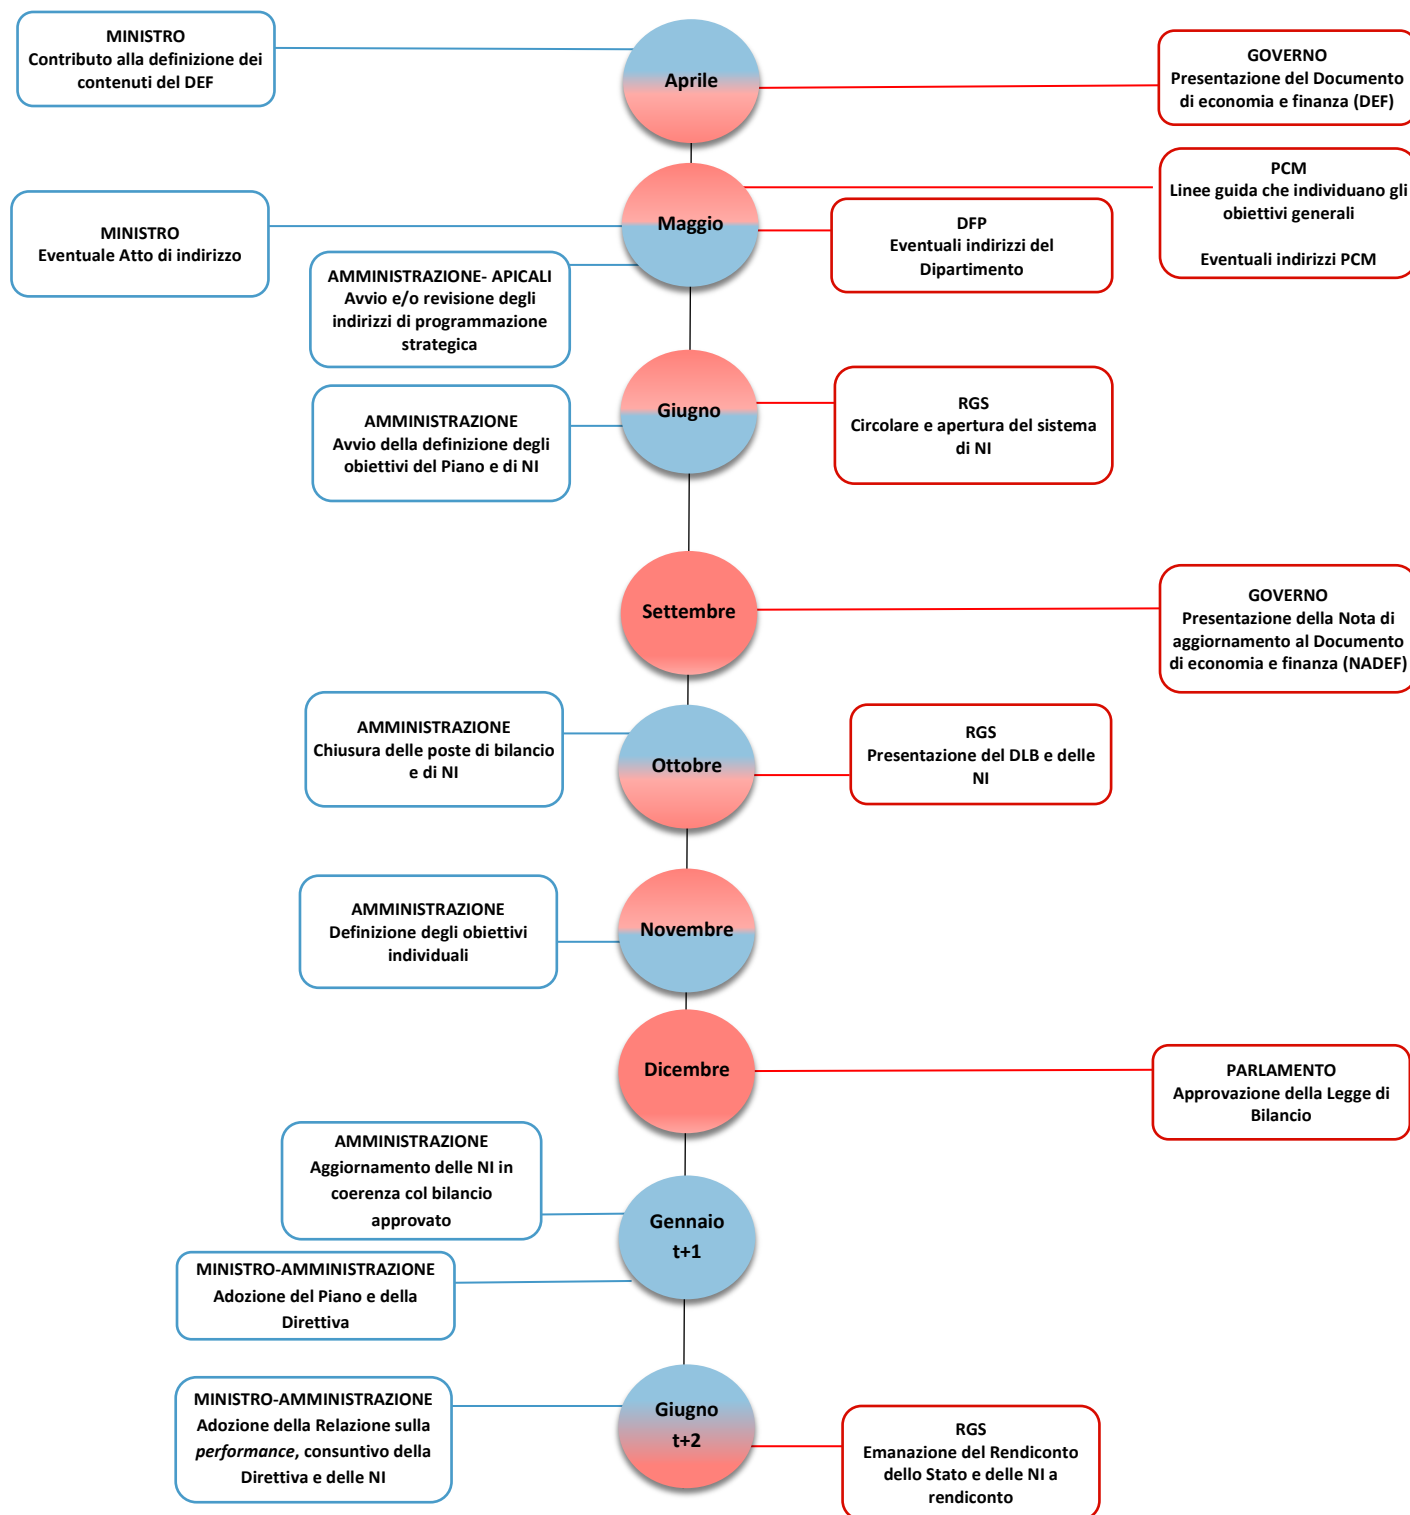 MINISTRO
Contributo alla definizione dei
contenuti del DEF
Aprile
GOVERNO
Presentazione del Documento
di economia e finanza (DEF)
PCM
Linee guida che individuano gli
obiettivi generali
Eventuali indirizzi PCM
Maggio
DFP
Eventuali indirizzi del
Dipartimento
MINISTRO
Eventuale Atto di indirizzo
AMMINISTRAZIONE- APICALI
Avvio e/o revisione degli
indirizzi di programmazione
strategica
Giugno
RGS
Circolare e apertura del sistema
di NI
AMMINISTRAZIONE
Avvio della definizione degli
obiettivi del Piano e di NI
Settembre
GOVERNO
Presentazione della Nota di
aggiornamento al Documento
di economia e finanza (NADEF)
AMMINISTRAZIONE
Chiusura delle poste di bilancio
e di NI
Ottobre
RGS
Presentazione del DLB e delle
NI
AMMINISTRAZIONE
Definizione degli obiettivi
individuali
Novembre
Dicembre
PARLAMENTO
Approvazione della Legge di
Bilancio
AMMINISTRAZIONE
Aggiornamento delle NI in
coerenza col bilancio
approvato
Gennaio
t+1
MINISTRO-AMMINISTRAZIONE
Adozione del Piano e della
Direttiva
MINISTRO-AMMINISTRAZIONE
Adozione della Relazione sulla
performance, consuntivo della
Direttiva e delle NI
Giugno
t+2
RGS
Emanazione del Rendiconto
dello Stato e delle NI a
rendiconto